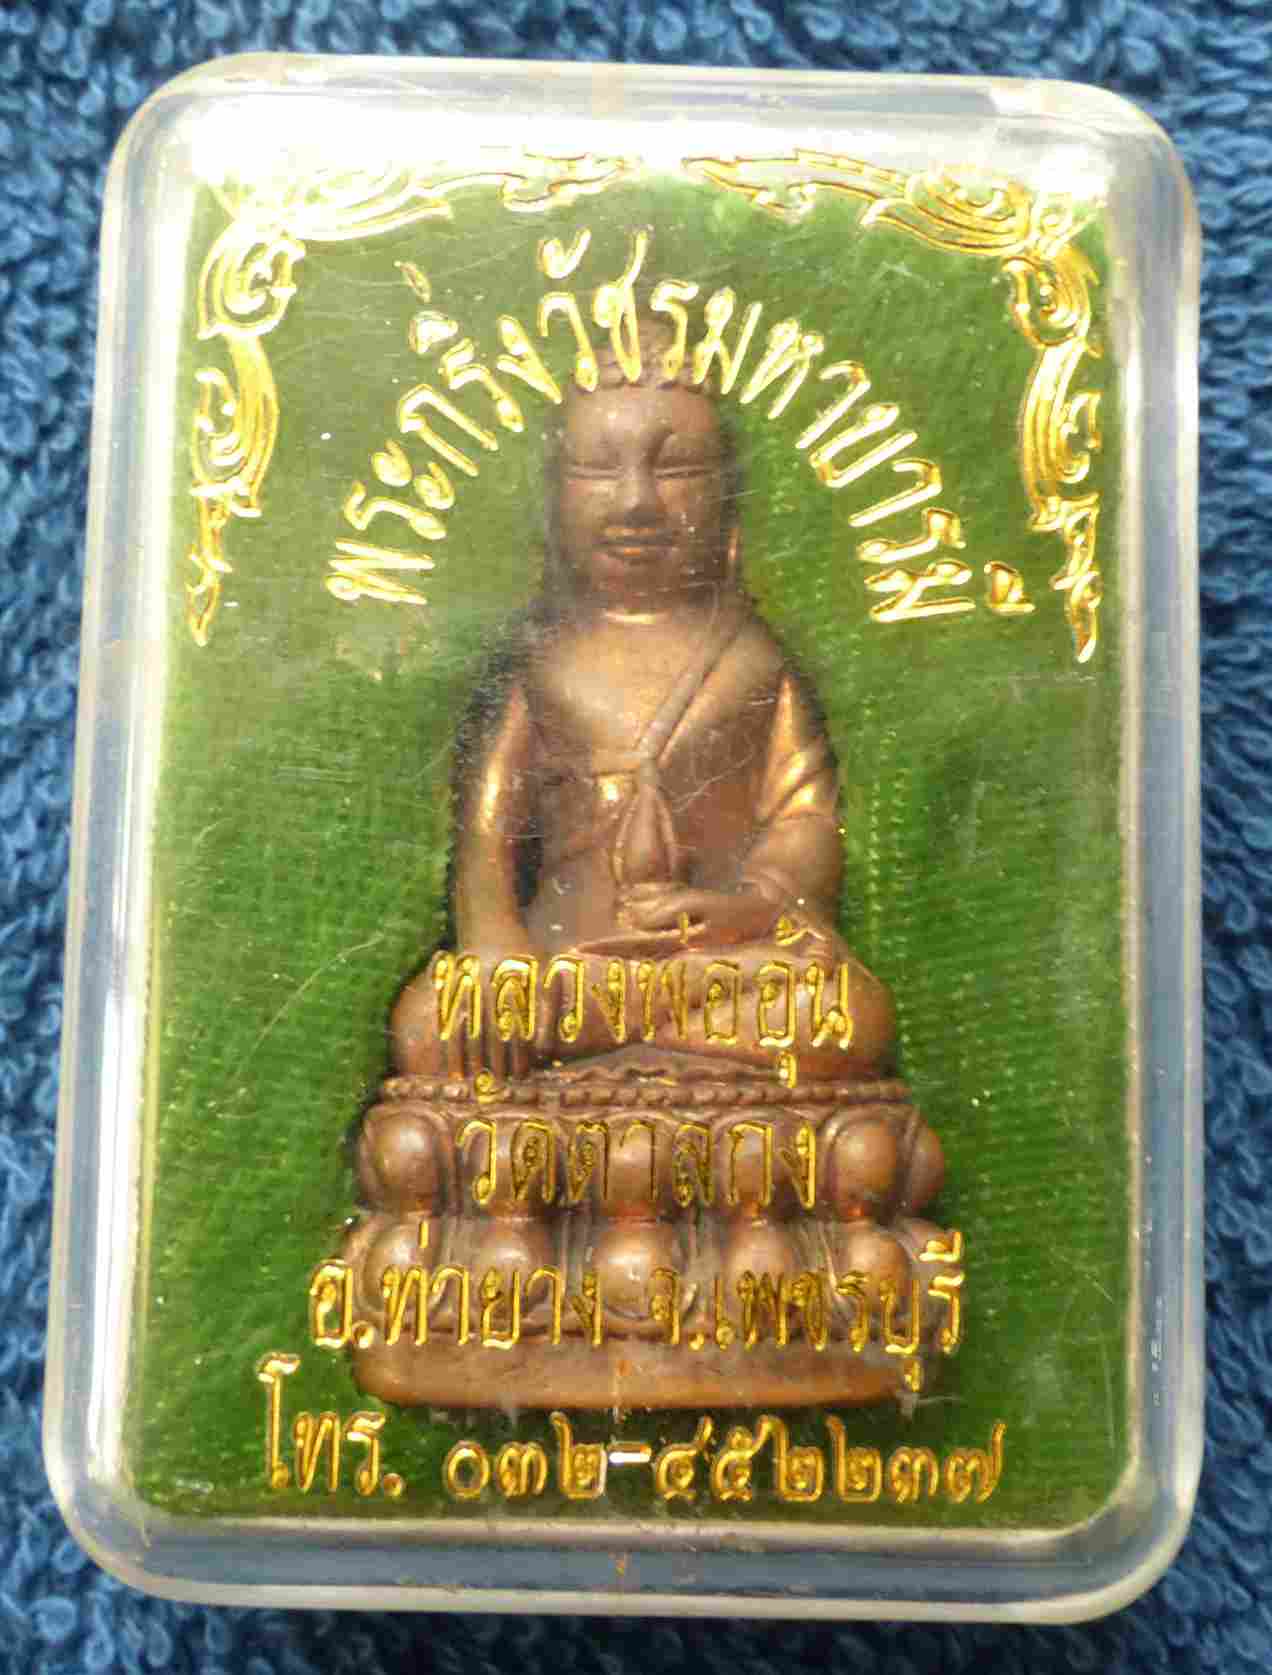 พระกริ่งวัชรมหาบารมี
หลวงพ่ออุ้น
วัดตาลกง
อ.ท่ายาง จ.เพชรบุรี
โทร. ๐๓๒-๔๕๒๒๓๗